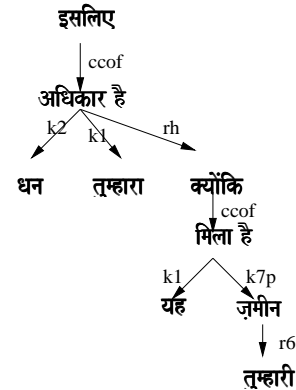 इसलिए
ccof
अधिकार है
k2 k1 rh
धन तुम्हारा क्योंकि
ccof
मिला है
k1 k7p
यह ज़मीन
r6
तुम्हारी